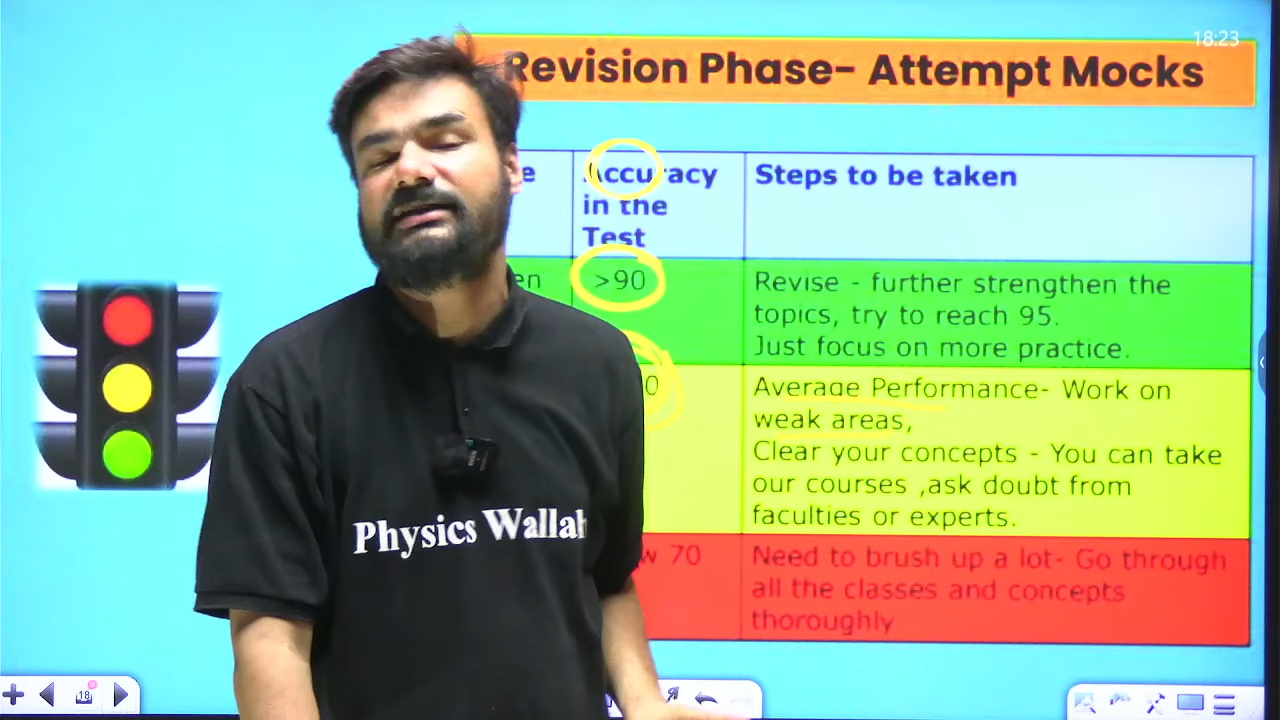 18:23
Revision Phase- Attempt Mocks
Accuracy
in the
Test
Steps to be taken
>90
Revise - further strengthen the
topics, try to reach 95.
Just focus on more practice.
Average Performance- Work on
weak areas,
Clear your concepts - You can take
our courses ,ask doubt from
faculties or experts.
70
Need to brush up a lot- Go through
all the classes and concepts
thoroughly
Physics Wallah
18